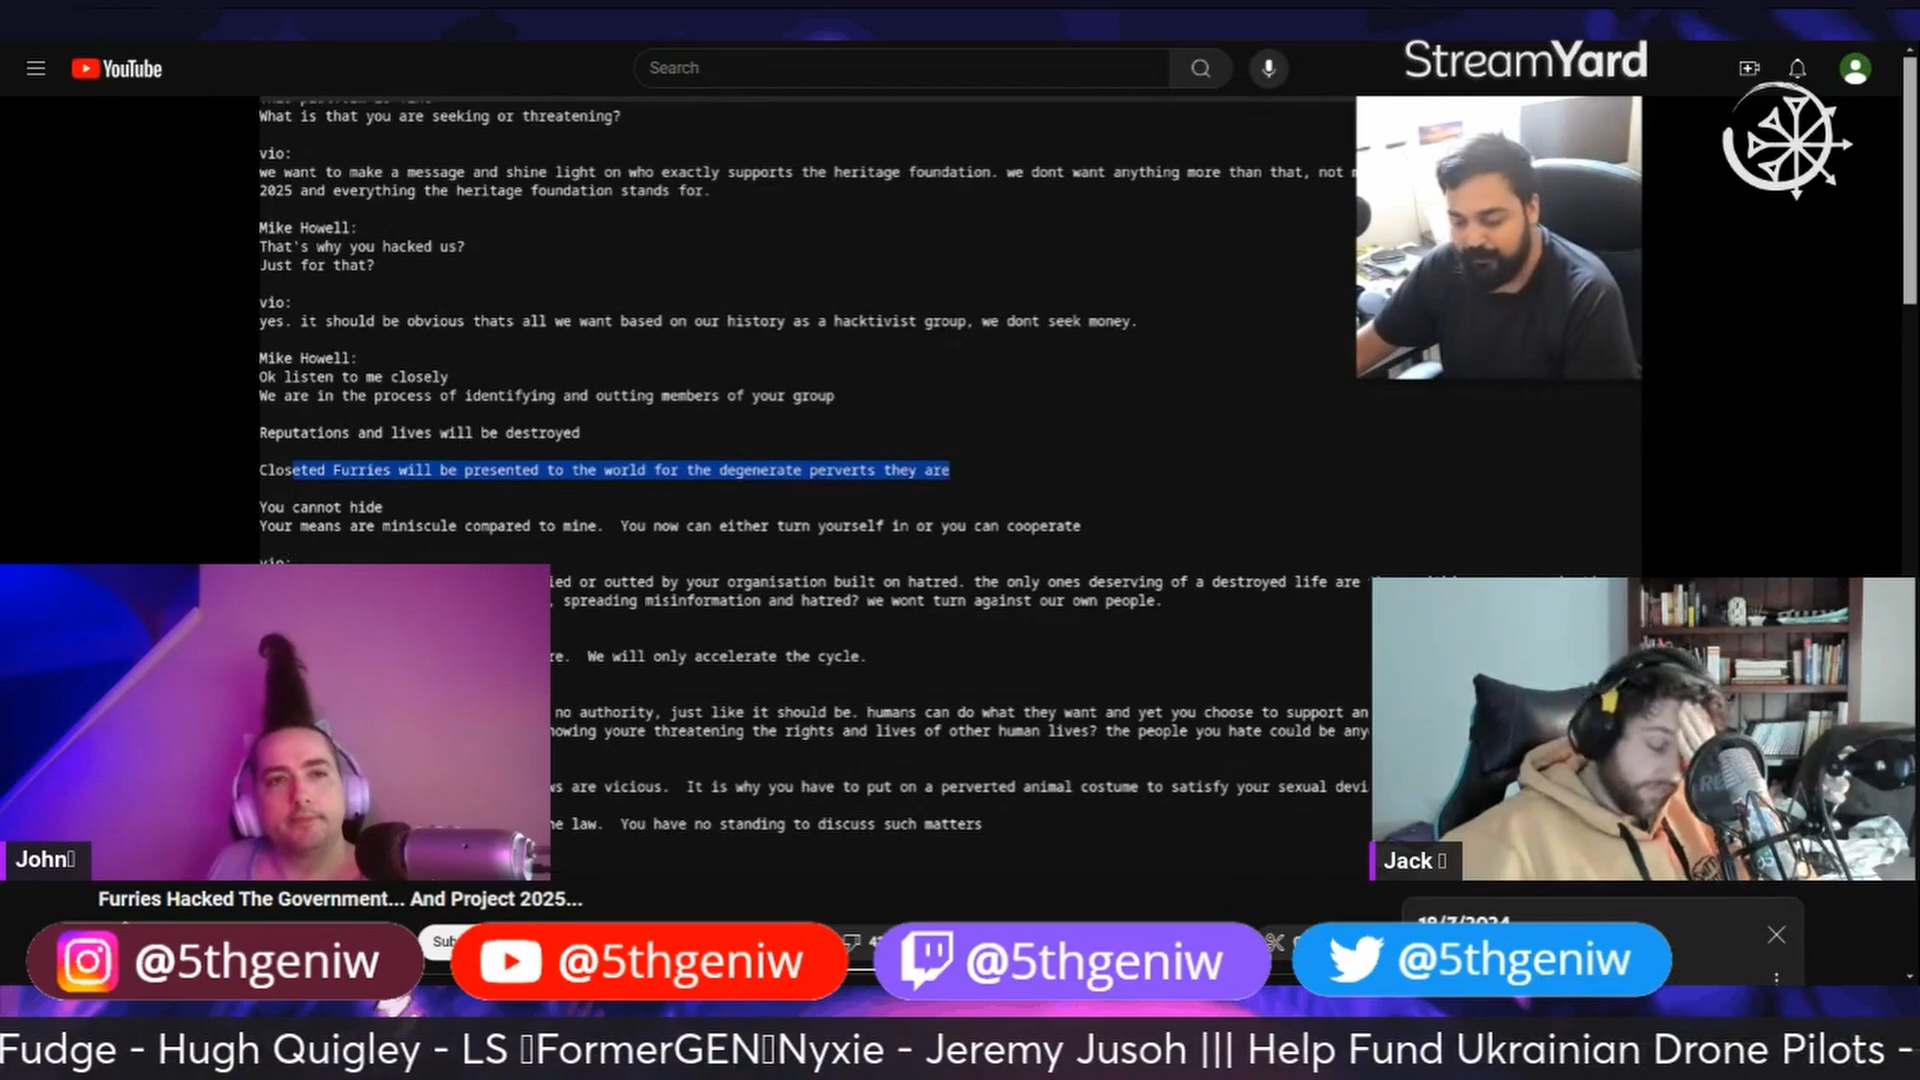 YouTube
Search
StreamYard
What is that you are seeking or threatening?
vio:
we want to make a message and shine light on who exactly supports the heritage foundation. we dont want anything more than that, not
2025 and everything the heritage foundation stands for.
Mike Howell:
That's why you hacked us?
Just for that?
vio:
yes. it should be obvious thats all we want based on our history as a hacktivist group, we dont seek money.
Mike Howell:
Ok listen to me closely
We are in the process of identifying and outting members of your group
Reputations and lives will be destroyed
Closeted Furries will be presented to the world for the degenerate perverts they are
You cannot hide
Your means are miniscule compared to mine.  You now can either turn yourself in or you can cooperate
vio:
or outted by your organisation built on hatred. the only ones deserving of a destroyed life are
, spreading misinformation and hatred? we wont turn against our own people.
We will only accelerate the cycle.
no authority, just like it should be. humans can do what they want and yet you choose to support an
youre threatening the rights and lives of other human lives? the people you hate could be
are vicious.  It is why you have to put on a perverted animal costume to satisfy your sexual devi
law.  You have no standing to discuss such matters
John
Jack
Furries Hacked The Government... And Project 2025...
18/7/2024
Sub
@5thgeniw
@5thgeniw
@5thgeniw
@5thgeniw
Fudge - Hugh Quigley - LS FormerGEN Nyxie - Jeremy Jusoh ||| Help Fund Ukrainian Drone Pilots -